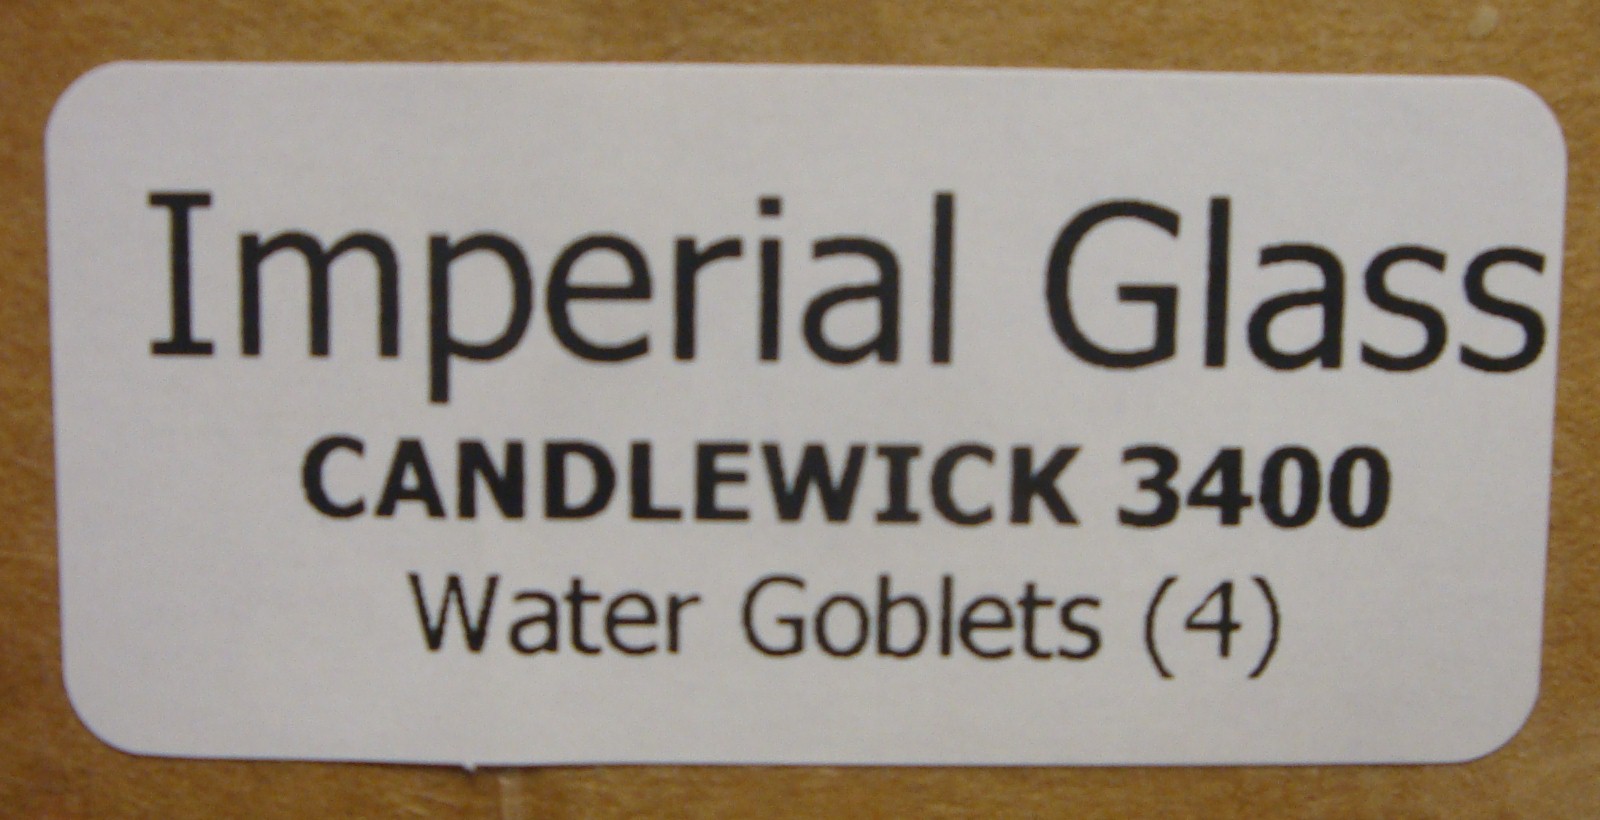 Imperial Glass
CANDLEWICK 3400
Water Goblets (4)